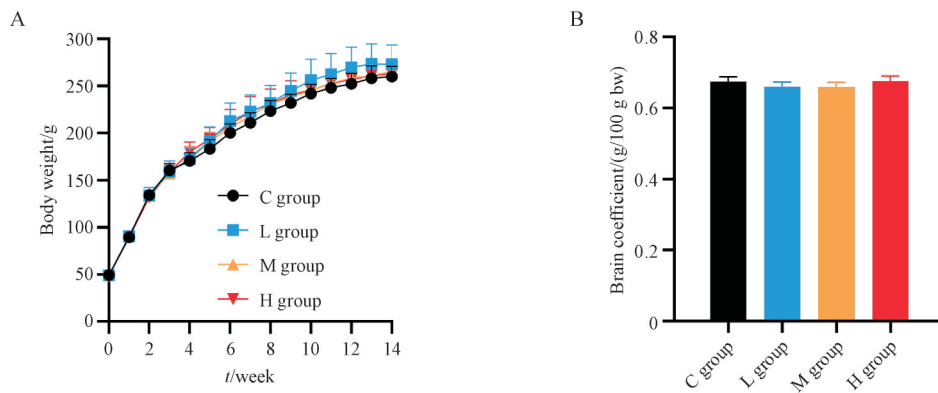 A
300
250
200
150
100
50
0
Body weight/g
C group
L group
M group
H group
0 2 4 6 8 10 12 14
t/week
B
0.8
0.6
0.4
0.2
0
Brain coefficient/(g/100 g bw)
C group
L group
M group
H group